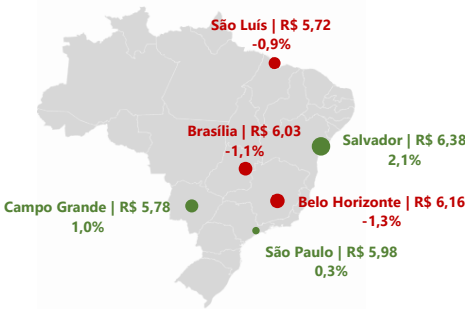 São Luís | R$ 5,72
-0,9%
Brasília | R$ 6,03
-1,1%
Salvador | R$ 6,38
2,1%
Campo Grande | R$ 5,78
1,0%
Belo Horizonte | R$ 6,16
-1,3%
São Paulo | R$ 5,98
0,3%